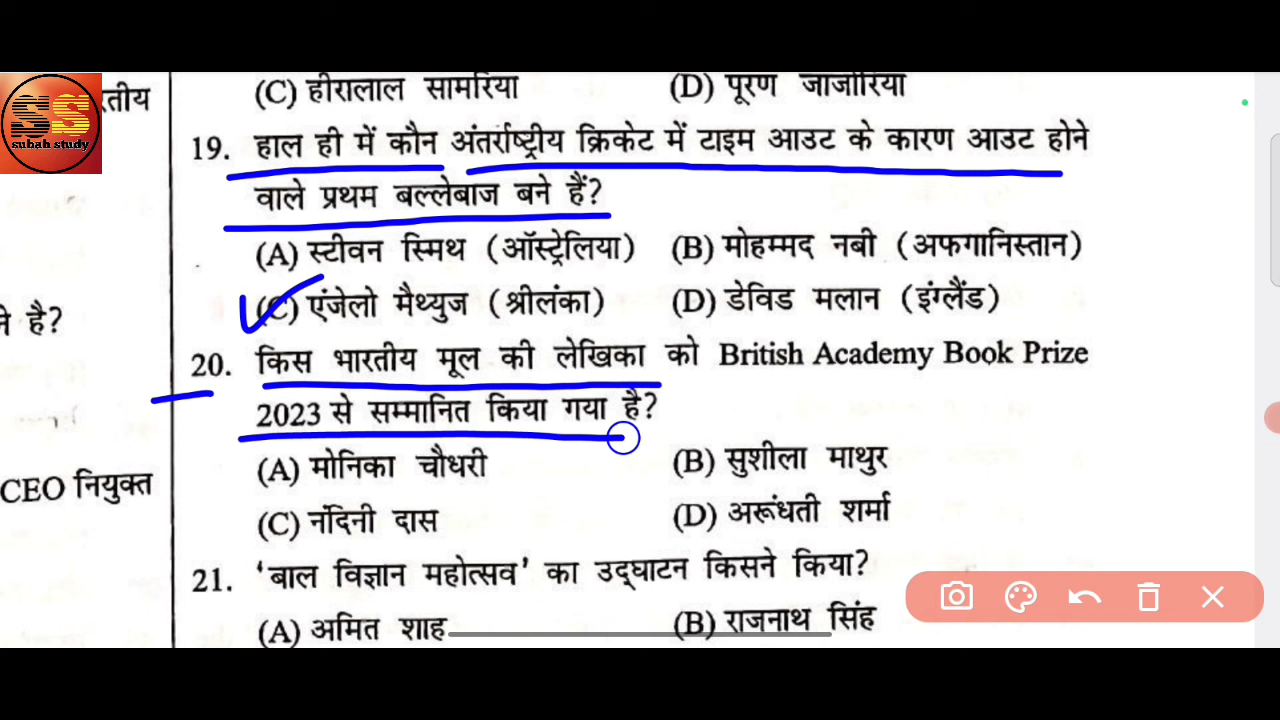 (C) हीरालाल सामरिया (D) पूरण जाजोरिया
SS
subah study
19. हाल ही में कौन अंतर्राष्ट्रीय क्रिकेट में टाइम आउट के कारण आउट होने
वाले प्रथम बल्लेबाज बने हैं?
(A) स्टीवन स्मिथ (ऑस्ट्रेलिया) (B) मोहम्मद नबी (अफगानिस्तान)
(C) एंजेलो मैथ्युज (श्रीलंका) (D) डेविड मलान (इंग्लैंड)
है?
20. किस भारतीय मूल की लेखिका को British Academy Book Prize
2023 से सम्मानित किया गया है?
(A) मोनिका चौधरी (B) सुशीला माथुर
CEO नियुक्त
(C) नंदिनी दास (D) अरूंधती शर्मा
21. ‘बाल विज्ञान महोत्सव’ का उद्घाटन किसने किया?
(A) अमित शाह (B) राजनाथ सिंह